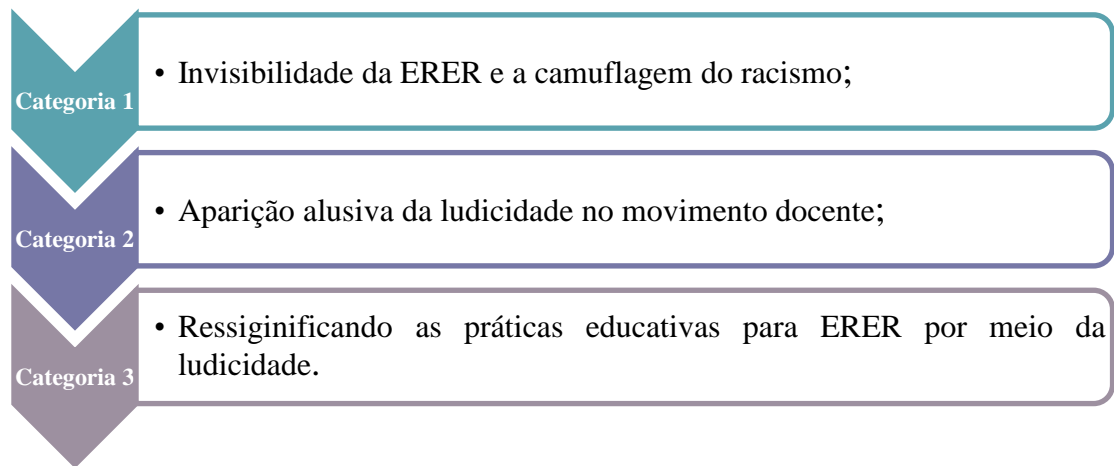 Categoria 1
• Invisibilidade da ERER e a camuflagem do racismo;
Categoria 2
• Aparição alusiva da ludicidade no movimento docente;
Categoria 3
• Ressiginificando as práticas educativas para ERER por meio da
ludicidade.